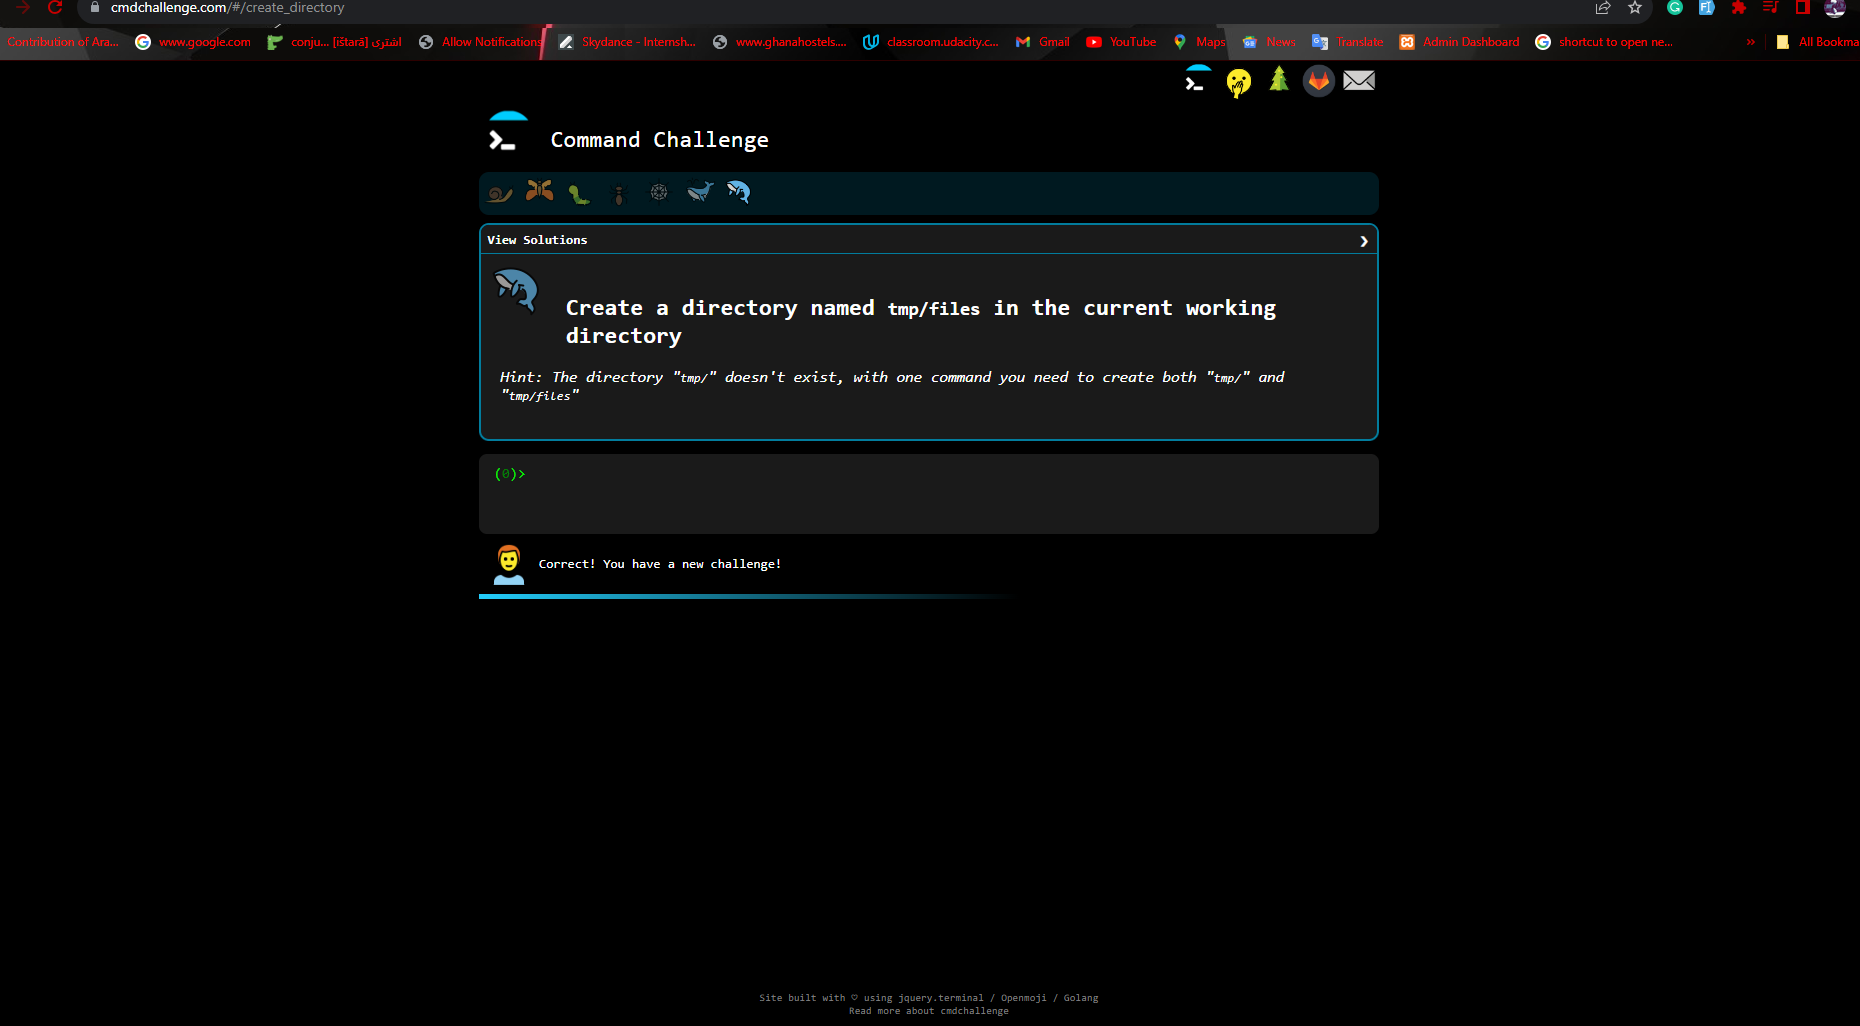 cmdchallenge.com/#/create_directory
Contribution of Ara...
www.google.com
conju... [ištarā] اشترى
Allow Notifications
Skydance - Internsh...
www.ghanahostels....
classroom.udacity.c...
Gmail
YouTube
Maps
News
Translate
Admin Dashboard
shortcut to open ne...
»
All Bookma
Command Challenge
View Solutions
Create a directory named tmp/files in the current working
directory
Hint: The directory "tmp/" doesn't exist, with one command you need to create both "tmp/" and
"tmp/files"
(0)>
Correct! You have a new challenge!
Site built with ♡ using jquery.terminal / Openmoji / Golang
Read more about cmdchallenge